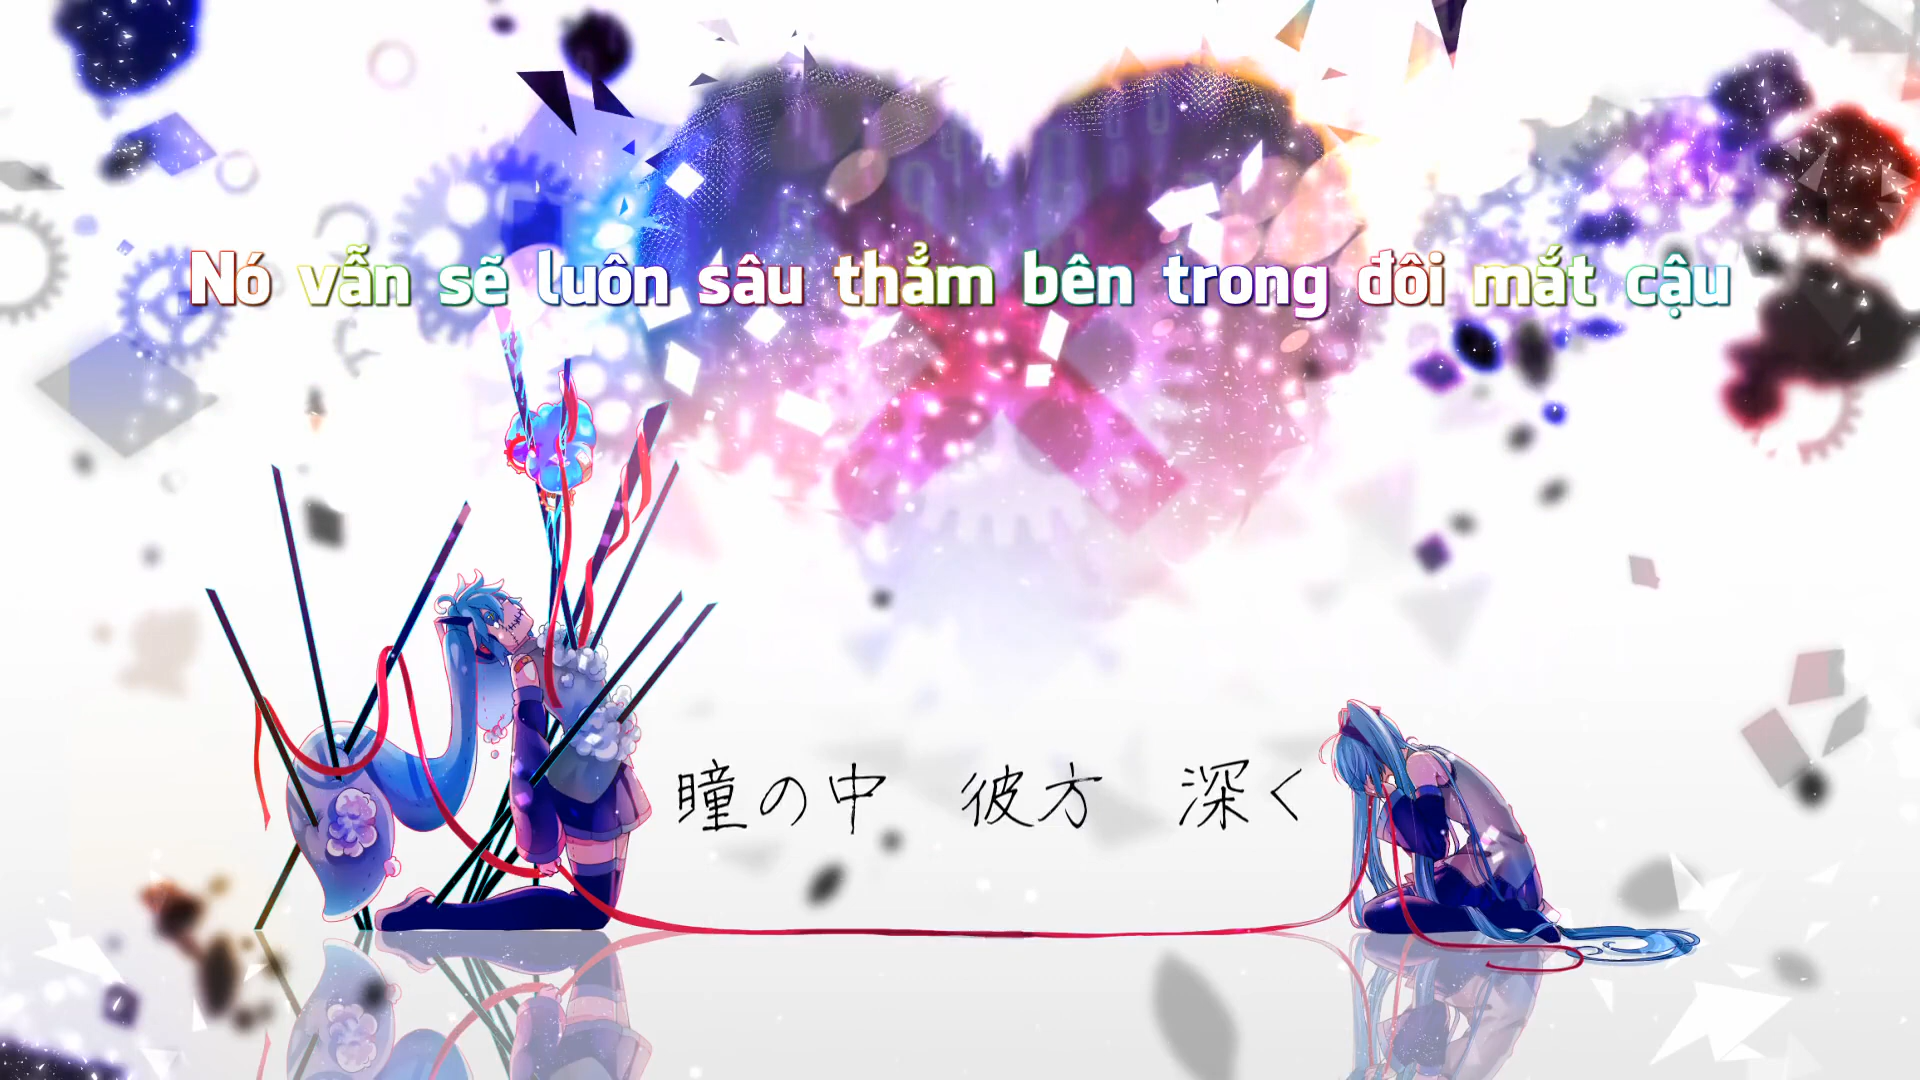 Nó vẫn sẽ luôn sâu thẳm bên trong đôi mắt cậu
瞳の中　彼方　深く